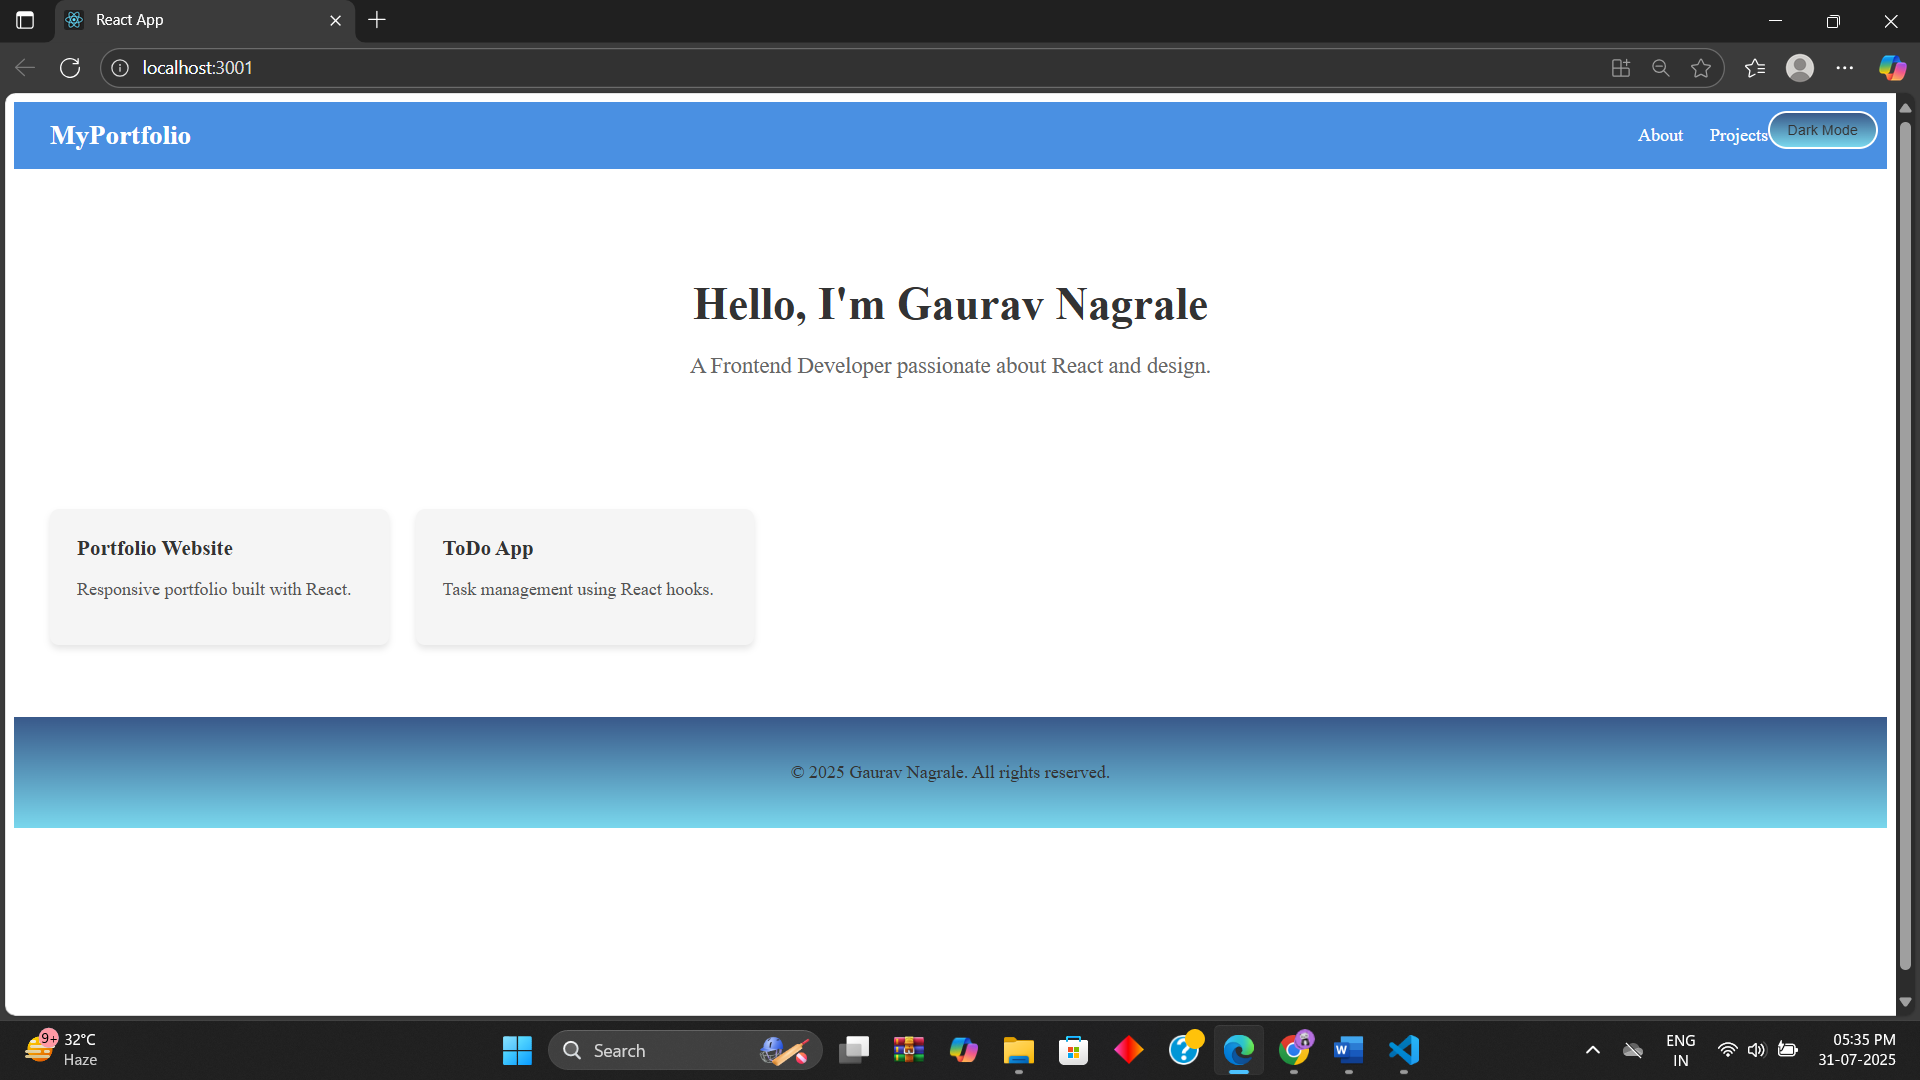 React App
localhost:3001
MyPortfolio
About Projects Dark Mode
Hello, I'm Gaurav Nagrale
A Frontend Developer passionate about React and design.
Portfolio Website
Responsive portfolio built with React.
ToDo App
Task management using React hooks.
© 2025 Gaurav Nagrale. All rights reserved.
9+
32°C
Haze
Search
W
ENG
IN
05:35 PM
31-07-2025